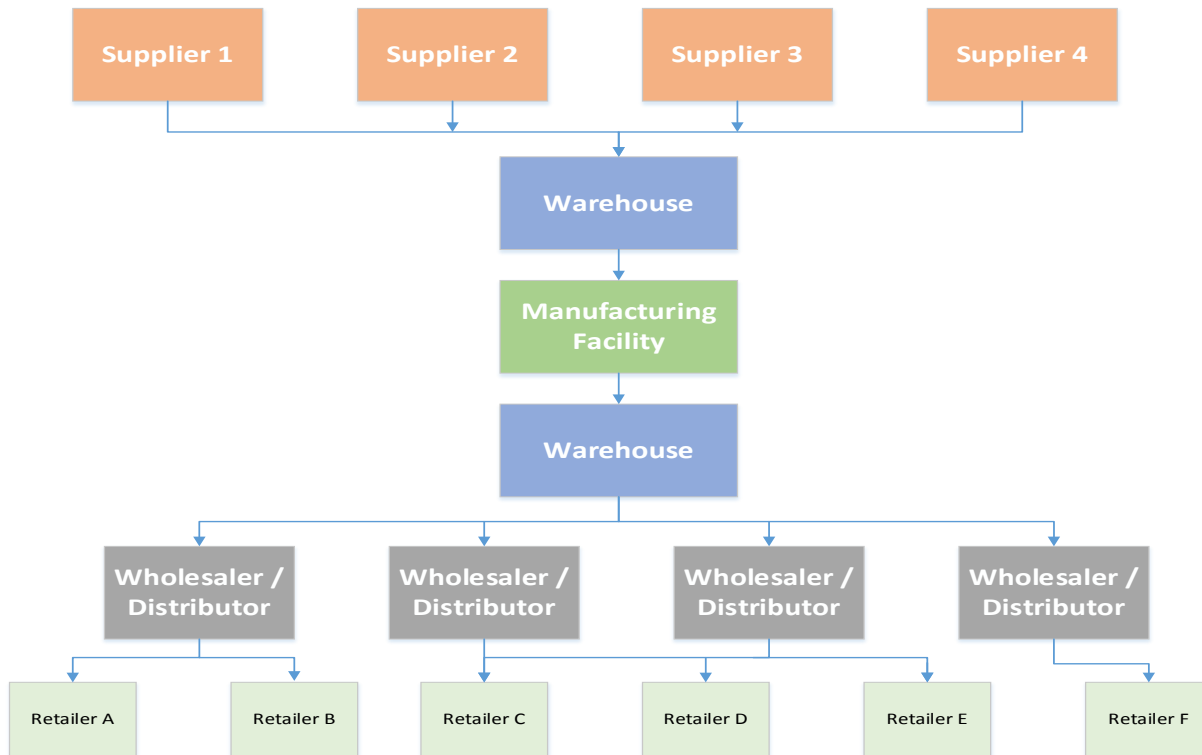 Supplier 1
Supplier 2
Supplier 3
Supplier 4
Warehouse
Manufacturing
Facility
Warehouse
Wholesaler /
Distributor
Wholesaler /
Distributor
Wholesaler /
Distributor
Wholesaler /
Distributor
Retailer A
Retailer B
Retailer C
Retailer D
Retailer E
Retailer F